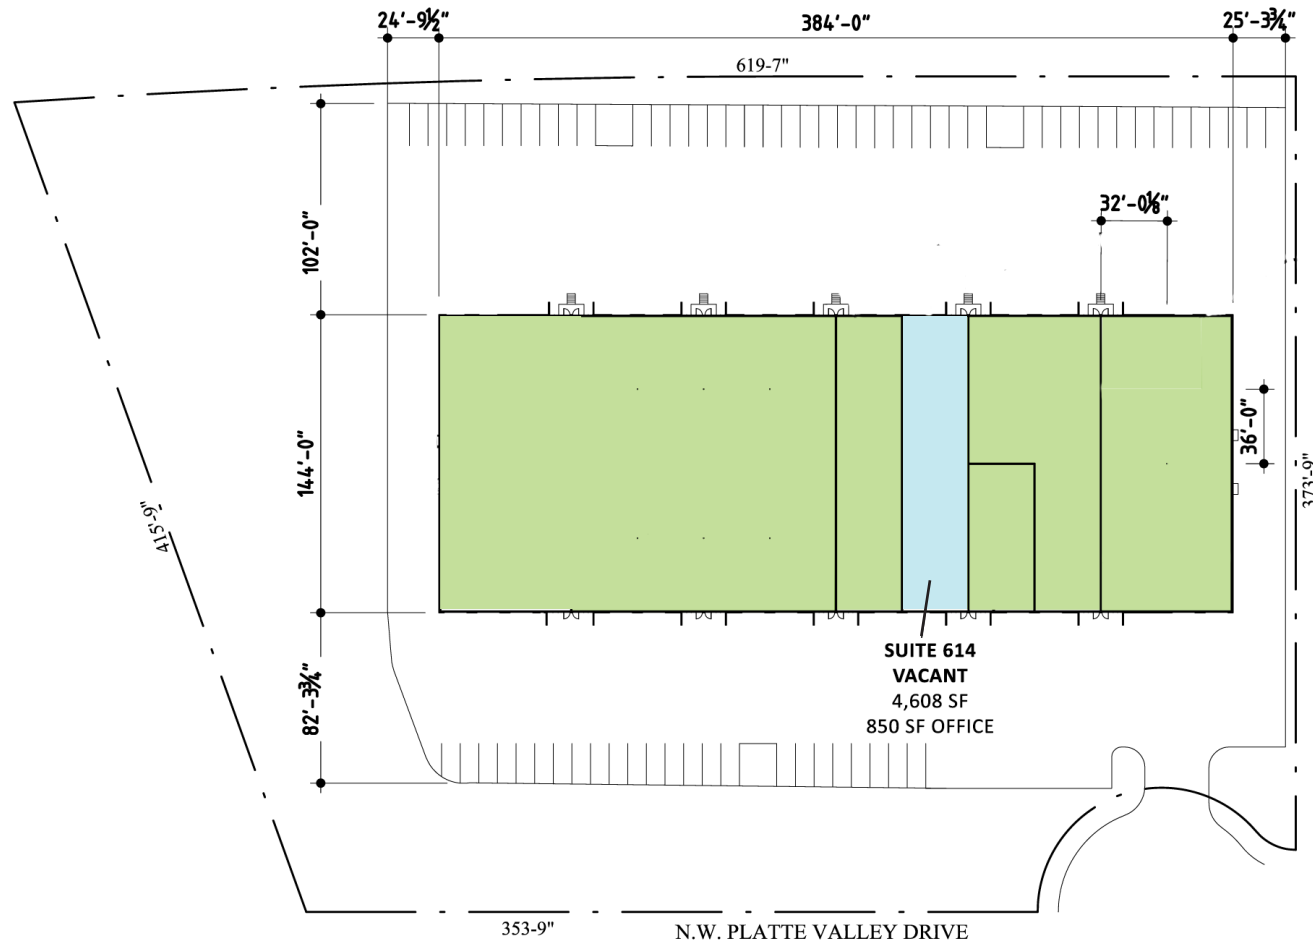 24'-9½"
384'-0"
25'-3¾"
619-7"
32'-0⅛"
102'-0"
36'-0"
144'-0"
373'-9"
415'-9"
SUITE 614
VACANT
4,608 SF
850 SF OFFICE
82'-3¾"
353-9"
N.W. PLATTE VALLEY DRIVE